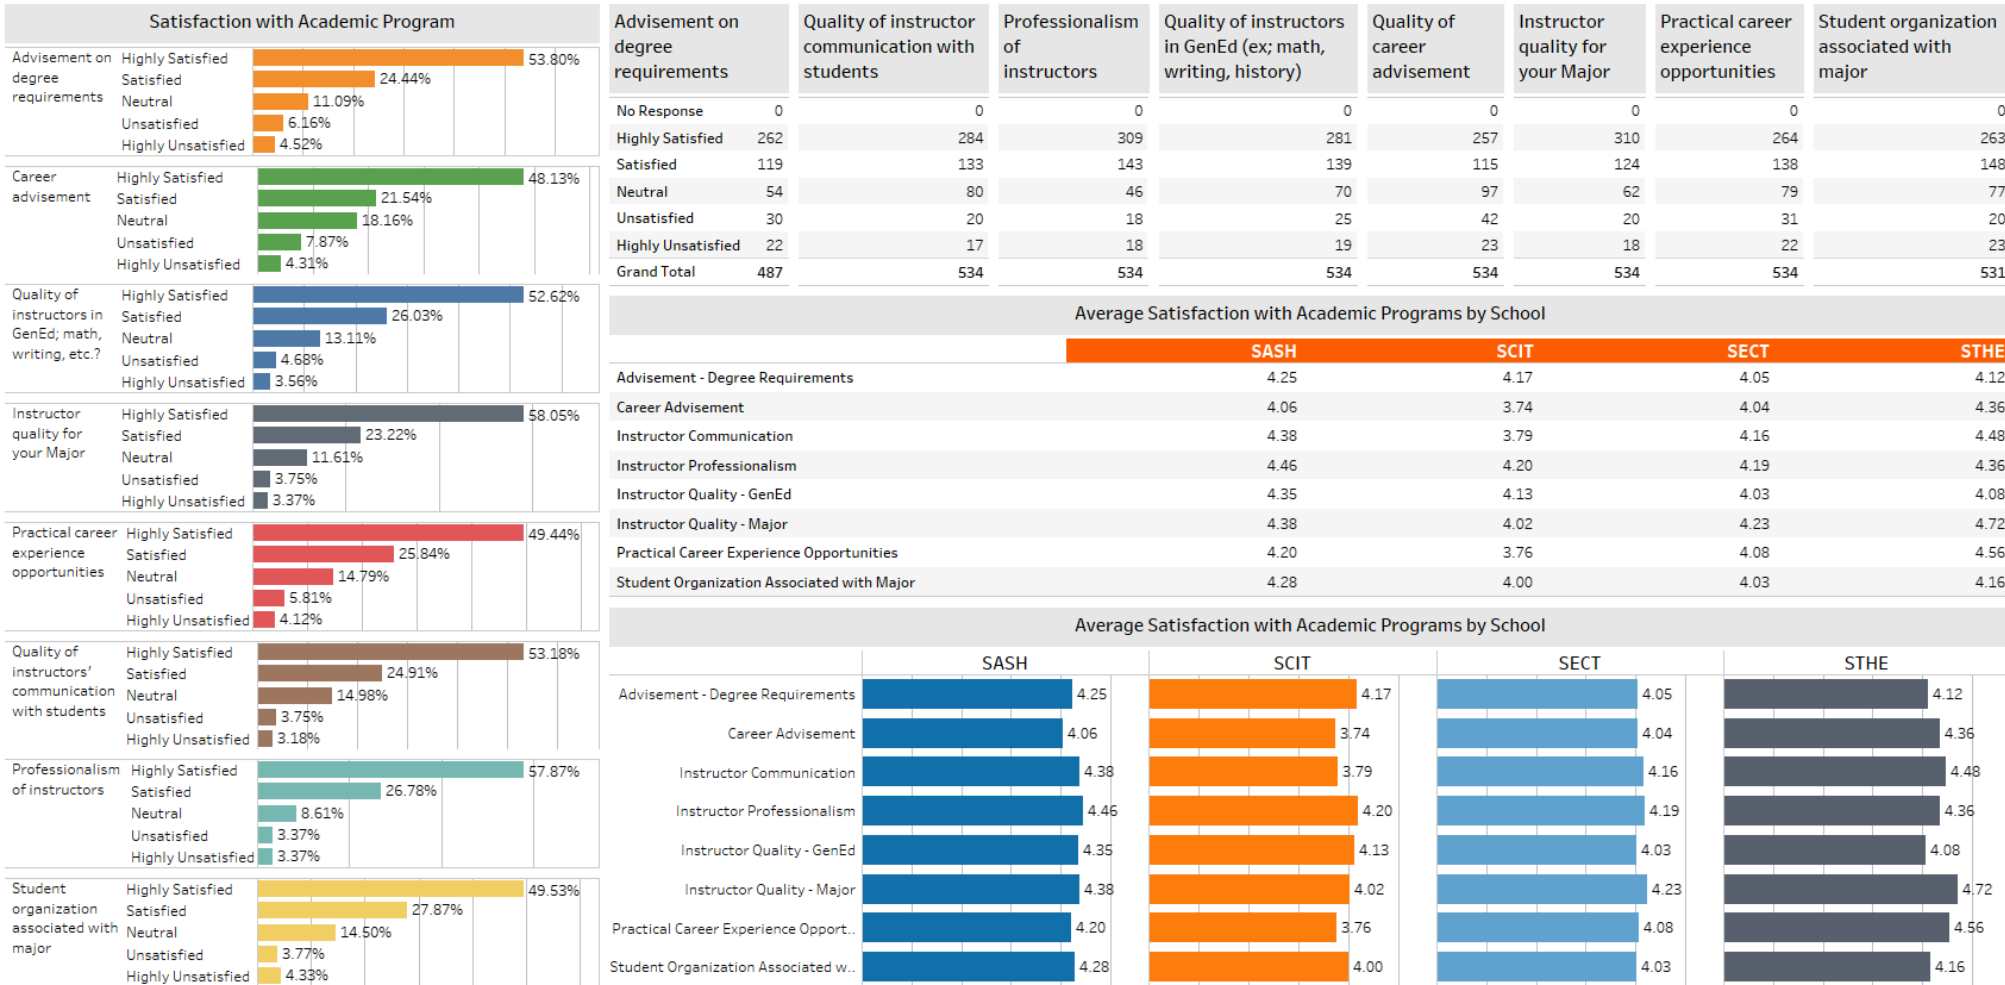 Satisfaction with Academic Program
Advisement on
degree
requirements
Highly Satisfied 53.80%
Satisfied 24.44%
Neutral 11.09%
Unsatisfied 6.16%
Highly Unsatisfied 4.52%
Career
advisement
Highly Satisfied 48.13%
Satisfied 21.54%
Neutral 18.16%
Unsatisfied 7.87%
Highly Unsatisfied 4.31%
Quality of
instructors in
GenEd; math,
writing, etc.?
Highly Satisfied 52.62%
Satisfied 26.03%
Neutral 13.11%
Unsatisfied 4.68%
Highly Unsatisfied 3.56%
Instructor
quality for
your Major
Highly Satisfied 58.05%
Satisfied 23.22%
Neutral 11.61%
Unsatisfied 3.75%
Highly Unsatisfied 3.37%
Practical career
experience
opportunities
Highly Satisfied 49.44%
Satisfied 25.84%
Neutral 14.79%
Unsatisfied 5.81%
Highly Unsatisfied 4.12%
Quality of
instructors'
communication
with students
Highly Satisfied 53.18%
Satisfied 24.91%
Neutral 14.98%
Unsatisfied 3.75%
Highly Unsatisfied 3.18%
Professionalism
of instructors
Highly Satisfied 57.87%
Satisfied 26.78%
Neutral 8.61%
Unsatisfied 3.37%
Highly Unsatisfied 3.37%
Student
organization
associated with
major
Highly Satisfied 49.53%
Satisfied 27.87%
Neutral 14.50%
Unsatisfied 3.77%
Highly Unsatisfied 4.33%
Advisement on
degree
requirements
Quality of instructor
communication with
students
Professionalism
of
instructors
Quality of instructors
in GenEd (ex; math,
writing, history)
Quality of
career
advisement
Instructor
quality for
your Major
Practical career
experience
opportunities
Student organization
associated with
major
No Response 0 0 0 0 0 0 0 0
Highly Satisfied 262 284 309 281 257 310 264 263
Satisfied 119 133 143 139 115 124 138 148
Neutral 54 80 46 70 97 62 79 77
Unsatisfied 30 20 18 25 42 20 31 20
Highly Unsatisfied 22 17 18 19 23 18 22 23
Grand Total 487 534 534 534 534 534 534 531
Average Satisfaction with Academic Programs by School
SASH SCIT SECT STHE
Advisement - Degree Requirements 4.25 4.17 4.05 4.12
Career Advisement 4.06 3.74 4.04 4.36
Instructor Communication 4.38 3.79 4.16 4.48
Instructor Professionalism 4.46 4.20 4.19 4.36
Instructor Quality - GenEd 4.35 4.13 4.03 4.08
Instructor Quality - Major 4.38 4.02 4.23 4.72
Practical Career Experience Opportunities 4.20 3.76 4.08 4.56
Student Organization Associated with Major 4.28 4.00 4.03 4.16
Average Satisfaction with Academic Programs by School
SASH SCIT SECT STHE
Advisement - Degree Requirements 4.25 4.17 4.05 4.12
Career Advisement 4.06 3.74 4.04 4.36
Instructor Communication 4.38 3.79 4.16 4.48
Instructor Professionalism 4.46 4.20 4.19 4.36
Instructor Quality - GenEd 4.35 4.13 4.03 4.08
Instructor Quality - Major 4.38 4.02 4.23 4.72
Practical Career Experience Opport.. 4.20 3.76 4.08 4.56
Student Organization Associated w.. 4.28 4.00 4.03 4.16